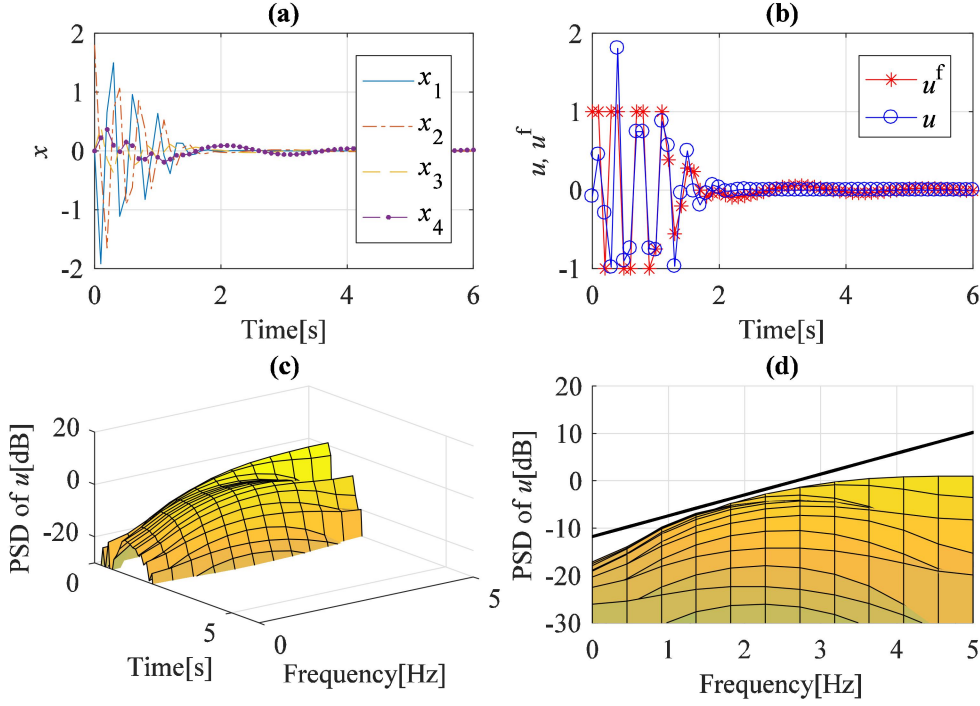 (a)
2
1
0
-1
-2
x
0
2
4
6
Time[s]
x1
x2
x3
x4
(b)
2
1
0
-1
u, uf
0
2
4
6
Time[s]
uf
u
(c)
20
0
-20
PSD of u[dB]
0
5
Time[s]
0
5
Frequency[Hz]
(d)
20
10
0
-10
-20
-30
PSD of u[dB]
0
1
2
3
4
5
Frequency[Hz]